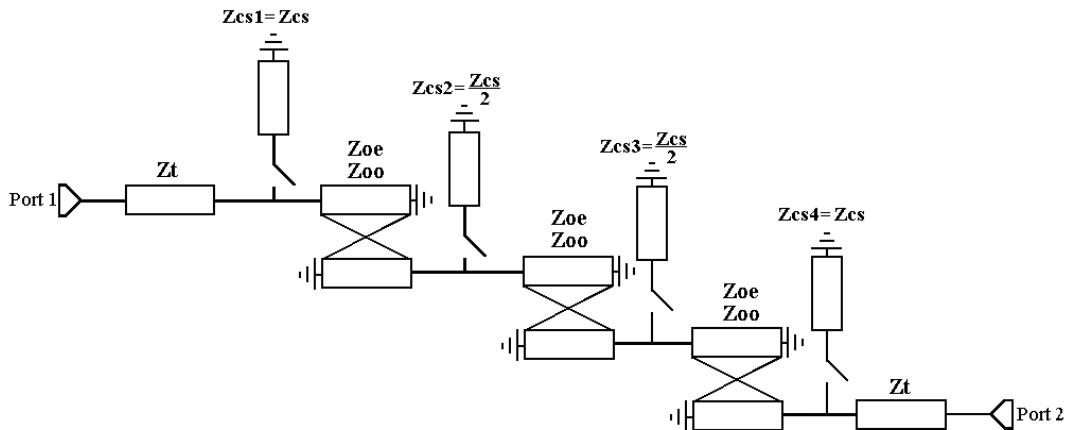 Zcs1=Zcs
Zcs2=Zcs/2
Zcs3=Zcs/2
Zcs4=Zcs
Port 1
Zt
Zoe
Zoo
Zoe
Zoo
Zoe
Zoo
Zt
Port 2